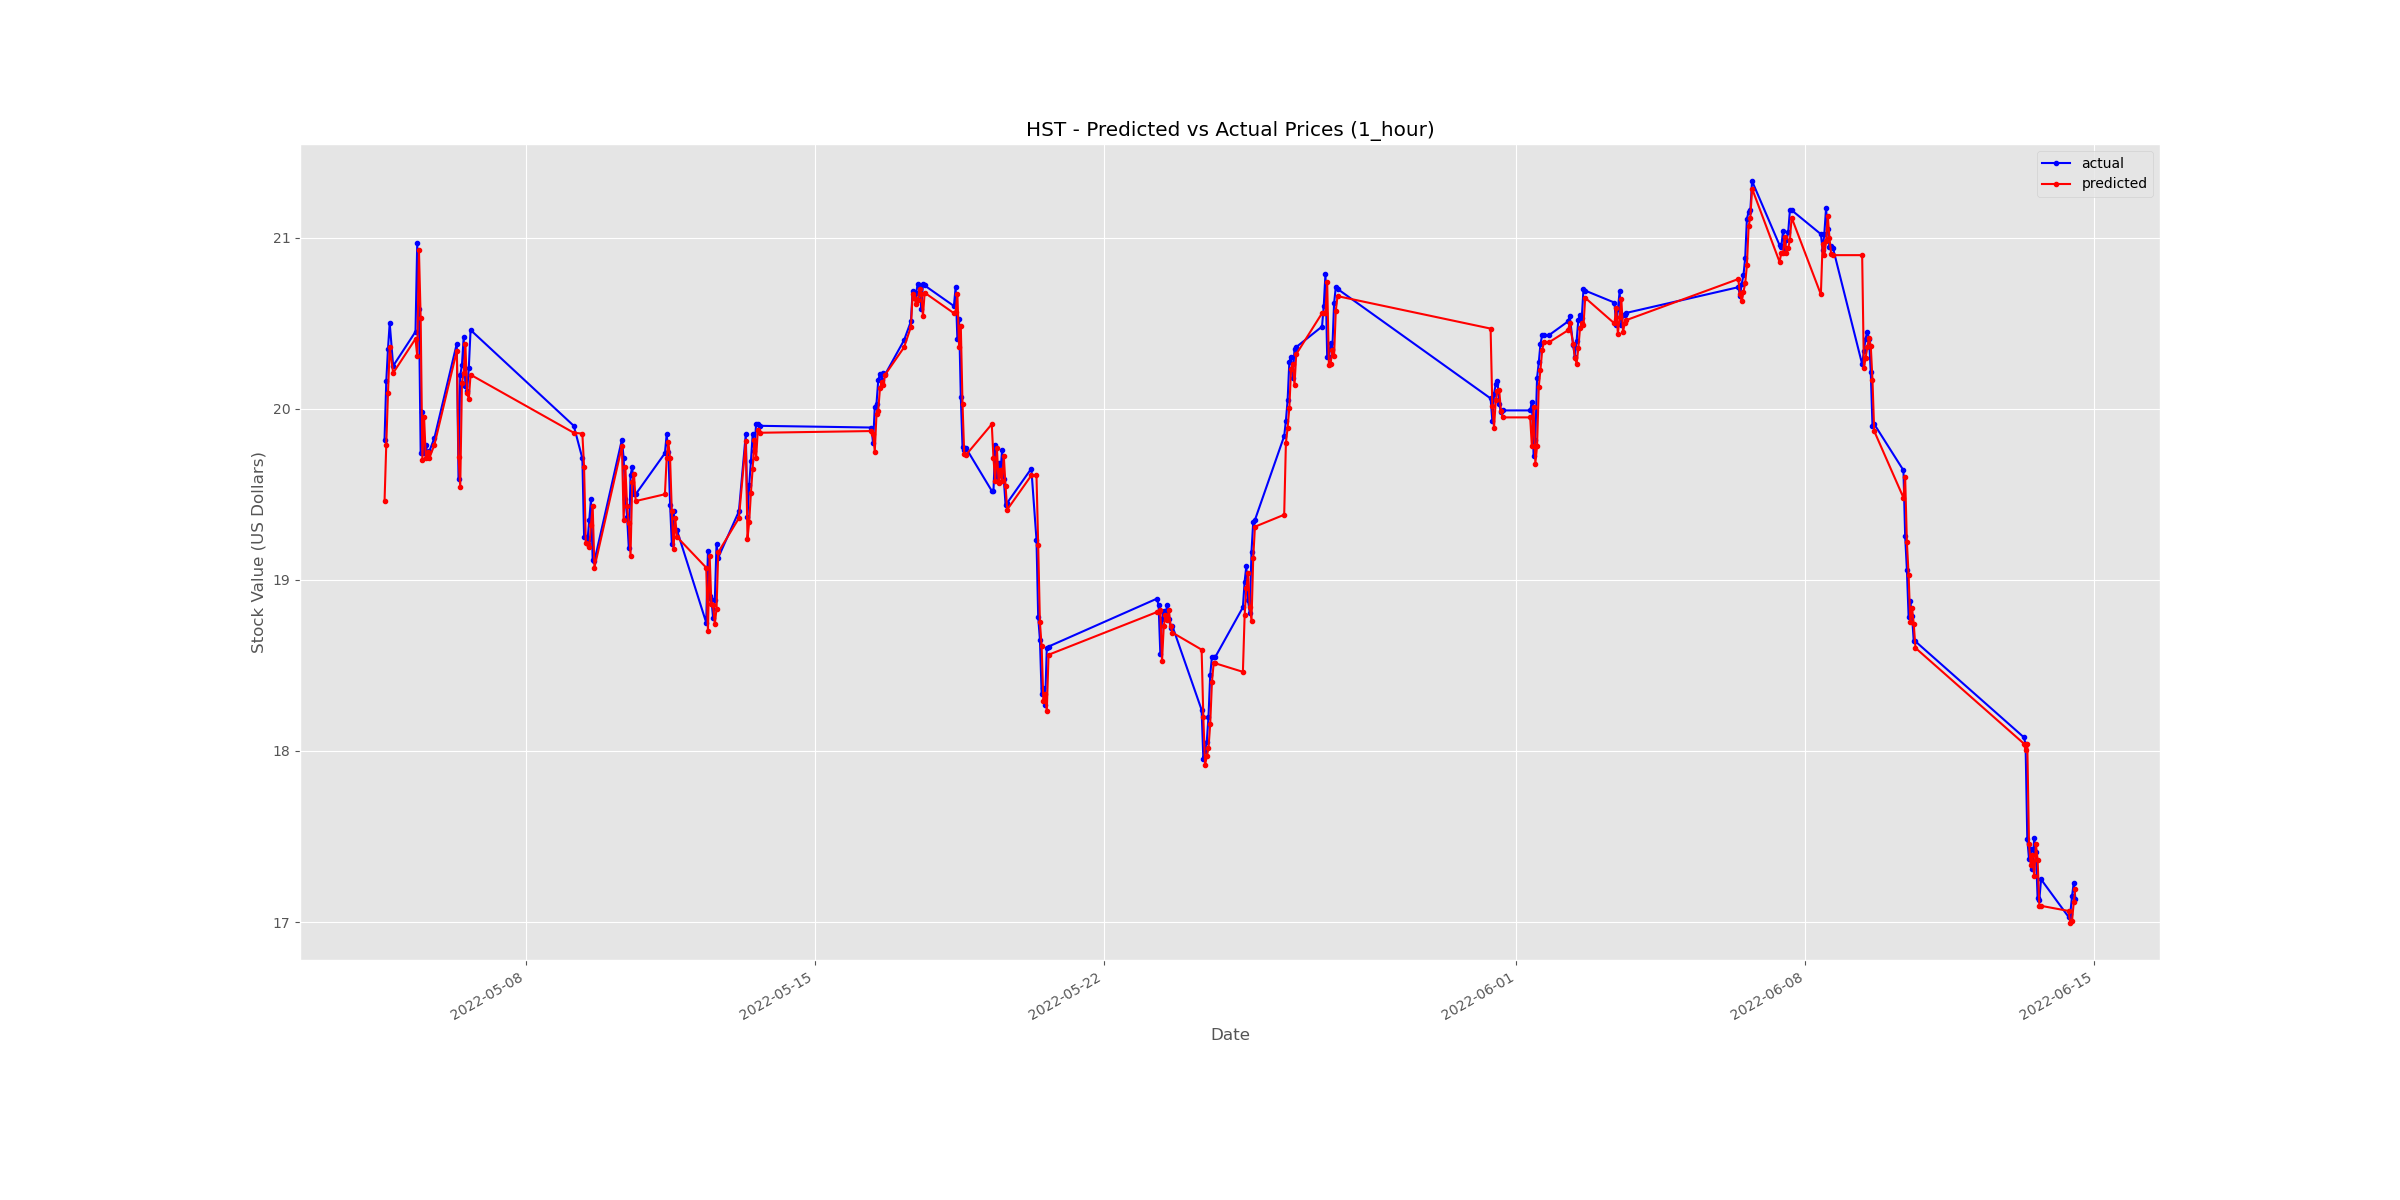 HST - Predicted vs Actual Prices (1_hour)
actual
predicted
Stock Value (US Dollars)
21
20
19
18
17
2022-05-08
2022-05-15
2022-05-22
2022-06-01
2022-06-08
2022-06-15
Date